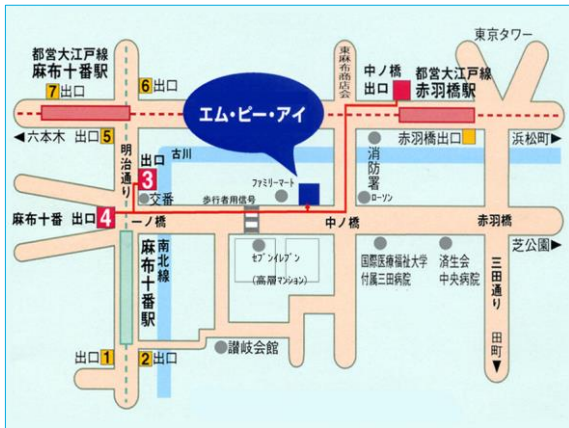 東京タワー
都営大江戸線
麻布十番駅
6出口
7出口
東麻布商店会
中ノ橋
出口
都営大江戸線
赤羽橋駅
エム・ピー・アイ
◀六本木 出口5
明治通り
出口
3
古川
消防署
赤羽橋出口
浜松町▶
交番
歩行者用信号
ファミリーマート
ローソン
麻布十番 出口4
一ノ橋
中ノ橋
赤羽橋
芝公園▶
麻布十番駅
南北線
セブンイレブン
(高層マンション)
国際医療福祉大学
付属三田病院
済生会
中央病院
三田通り
田町
出口1
2出口
讃岐会館